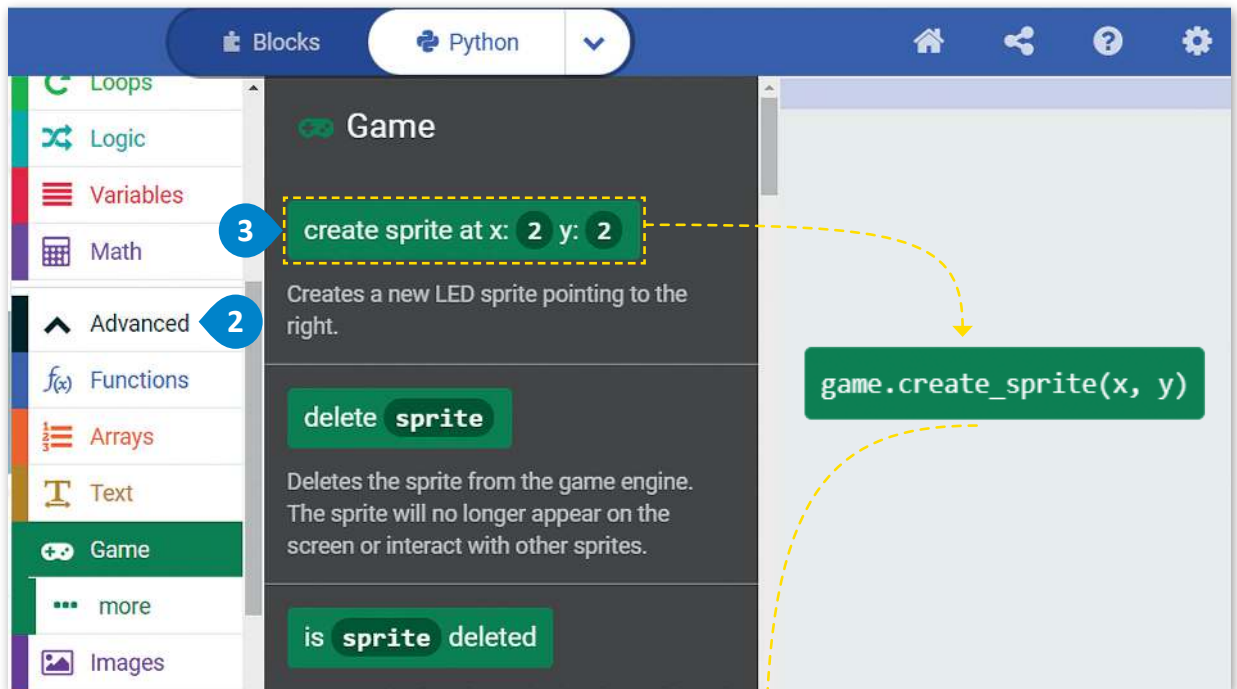 Blocks
Python
Loops
Logic
Variables
Math
Advanced
2
Functions
Arrays
Text
Game
more
Images
Game
3
create sprite at x: 2 y: 2
Creates a new LED sprite pointing to the
right.
delete sprite
Deletes the sprite from the game engine.
The sprite will no longer appear on the
screen or interact with other sprites.
is sprite deleted
game.create_sprite(x, y)